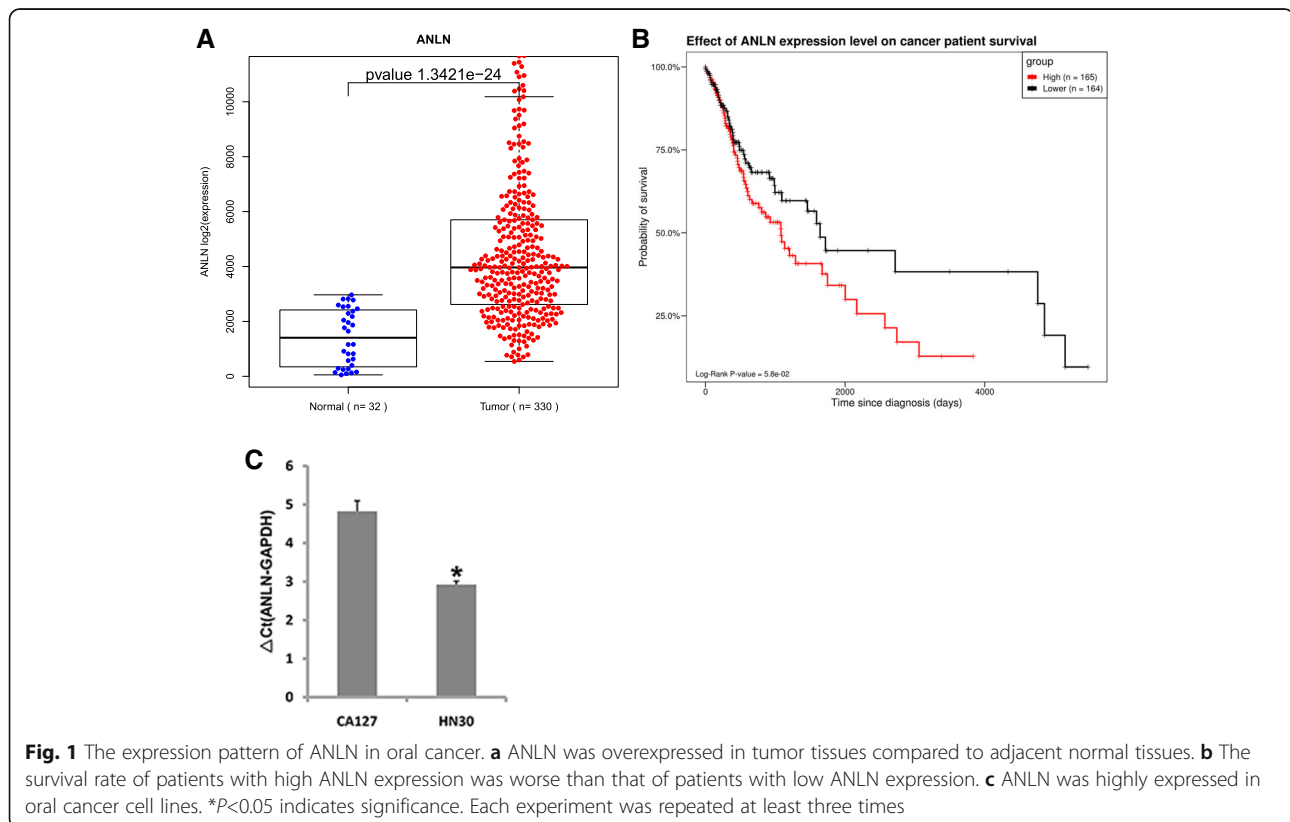 A
ANLN
pvalue 1.3421e−24
ANLN log2(expression)
10000
8000
6000
4000
2000
0
Normal ( n= 32 )
Tumor ( n= 330 )
B
Effect of ANLN expression level on cancer patient survival
group
High (n = 165)
Lower (n = 164)
Probability of survival
100.0%
75.0%
50.0%
25.0%
Log-Rank P-value = 5.8e-02
0
2000
4000
Time since diagnosis (days)
C
△Ct(ANLN-GAPDH)
6
5
4
3
2
1
0
*
CA127
HN30
Fig. 1 The expression pattern of ANLN in oral cancer. a ANLN was overexpressed in tumor tissues compared to adjacent normal tissues. b The
survival rate of patients with high ANLN expression was worse than that of patients with low ANLN expression. c ANLN was highly expressed in
oral cancer cell lines. *P<0.05 indicates significance. Each experiment was repeated at least three times